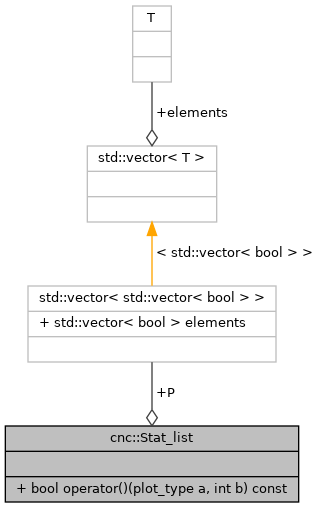 T
+elements
std::vector< T >
< std::vector< bool > >
std::vector< std::vector< bool > >
+ std::vector< bool > elements
+P
cnc::Stat_list
+ bool operator()(plot_type a, int b) const